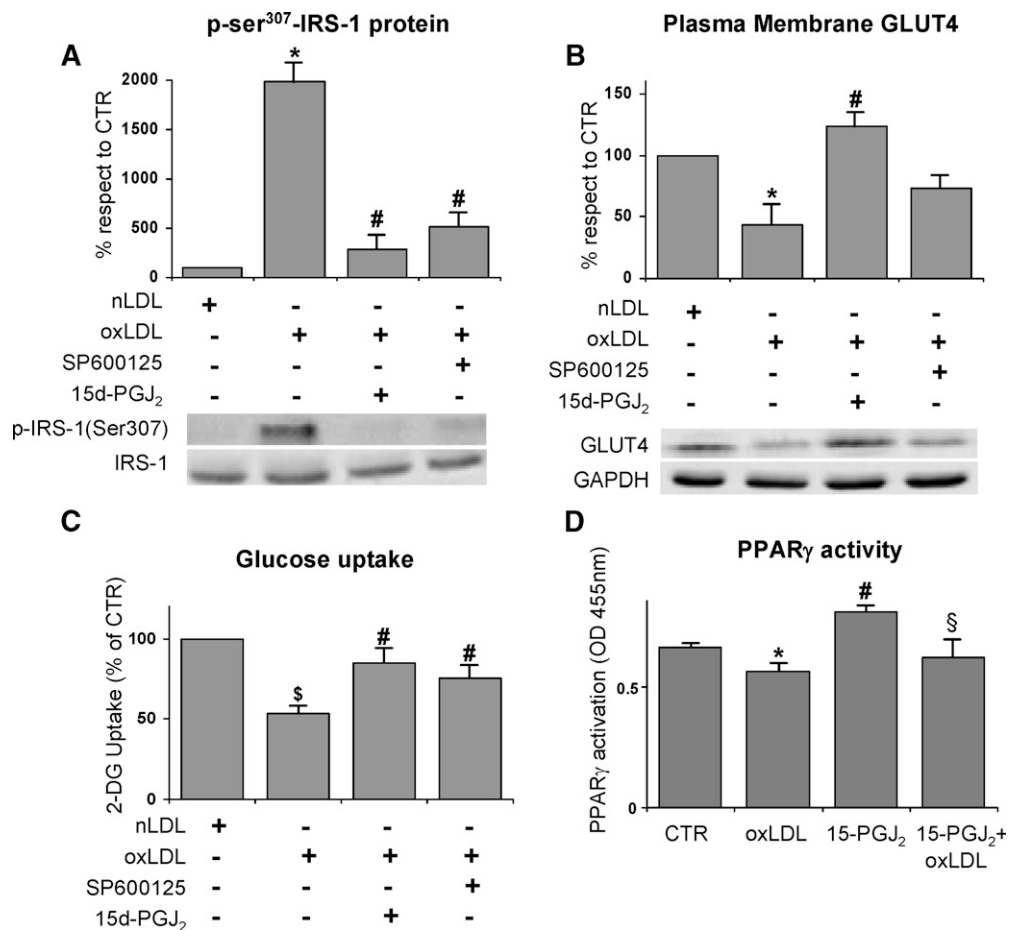 p-ser³⁰⁷-IRS-1 protein
A
% respect to CTR
2000
1500
1000
500
0
*
#
#
nLDL + - - -
oxLDL - + + +
SP600125 - - - +
15d-PGJ₂ - - + -
p-IRS-1(Ser307)
IRS-1
Plasma Membrane GLUT4
B
% respect to CTR
150
100
50
0
*
#
nLDL + - - -
oxLDL - + + +
SP600125 - - - +
15d-PGJ₂ - - + -
GLUT4
GAPDH
C
Glucose uptake
2-DG Uptake (% of CTR)
100
50
0
$
#
#
nLDL + - - -
oxLDL - + + +
SP600125 - - - +
15d-PGJ₂ - - + -
D
PPARγ activity
PPARγ activation (OD 455nm)
0.5
0
*
#
§
CTR
oxLDL
15-PGJ₂
15-PGJ₂+
oxLDL